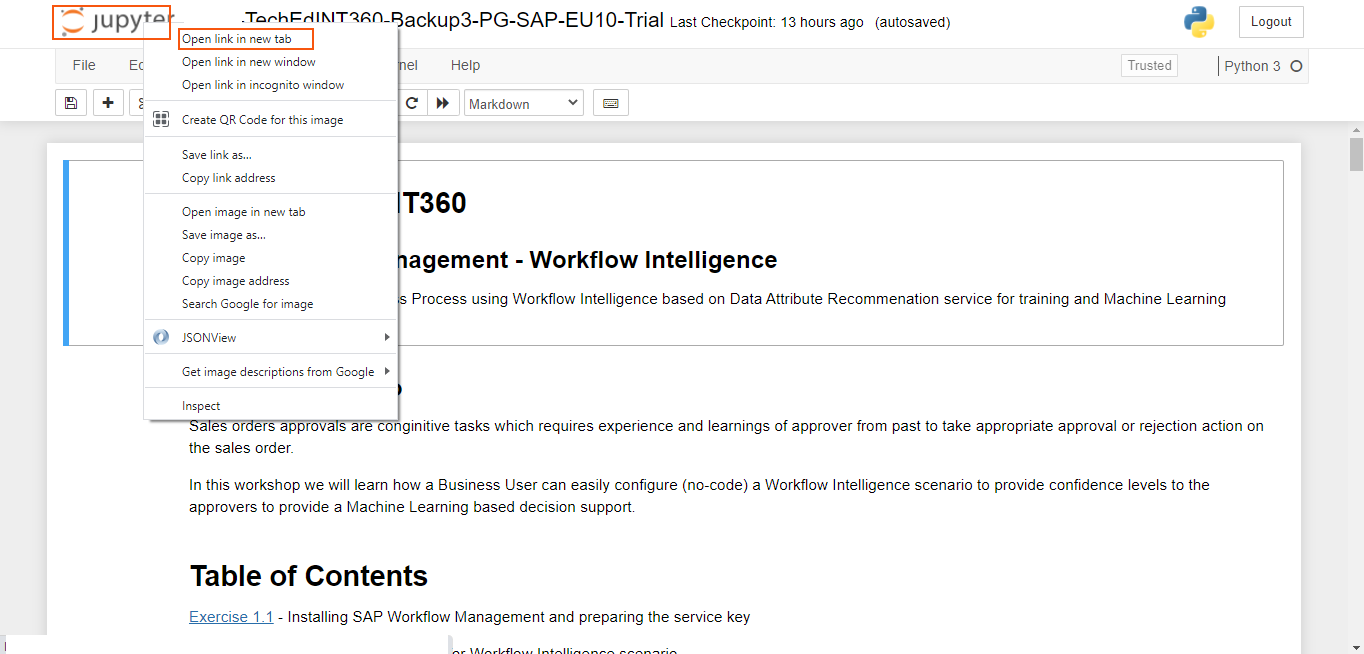 jupyter
-TechEdINT360-Backup3-PG-SAP-EU10-Trial Last Checkpoint: 13 hours ago (autosaved)
Logout
File Ed nel Help
Trusted
Python 3
Markdown
Open link in new tab
Open link in new window
Open link in incognito window
Create QR Code for this image
Save link as...
Copy link address
Open image in new tab
Save image as...
Copy image
Copy image address
Search Google for image
JSONView
Get image descriptions from Google
Inspect
NT360
nagement - Workflow Intelligence
s Process using Workflow Intelligence based on Data Attribute Recommenation service for training and Machine Learning
Sales orders approvals are conginitive tasks which requires experience and learnings of approver from past to take appropriate approval or rejection action on
the sales order.
In this workshop we will learn how a Business User can easily configure (no-code) a Workflow Intelligence scenario to provide confidence levels to the
approvers to provide a Machine Learning based decision support.
Table of Contents
Exercise 1.1 - Installing SAP Workflow Management and preparing the service key
or Workflow Intelligence scenario